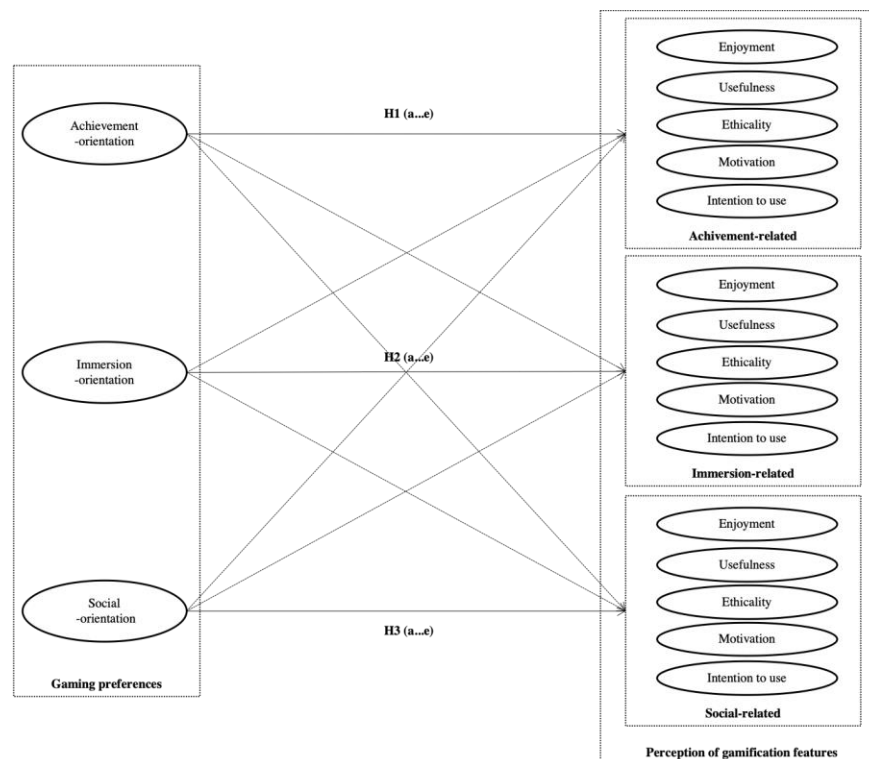 Achievement
-orientation
Immersion
-orientation
Social
-orientation
Gaming preferences
H1 (a...e)
H2 (a...e)
H3 (a...e)
Enjoyment
Usefulness
Ethicality
Motivation
Intention to use
Achivement-related
Enjoyment
Usefulness
Ethicality
Motivation
Intention to use
Immersion-related
Enjoyment
Usefulness
Ethicality
Motivation
Intention to use
Social-related
Perception of gamification features